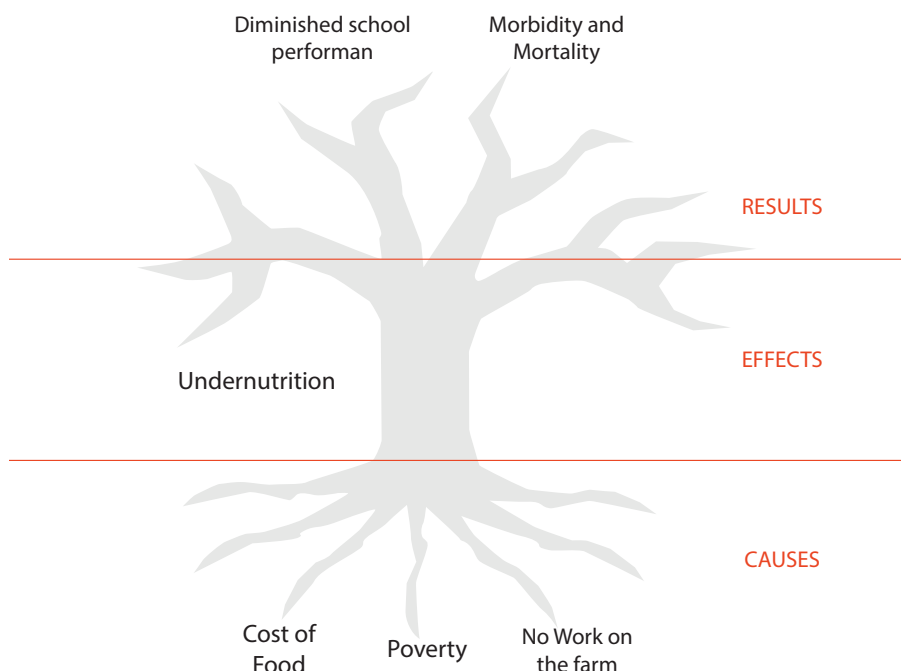 Diminished school
performan
Morbidity and
Mortality
RESULTS
EFFECTS
Undernutrition
CAUSES
Cost of
Food
Poverty
No Work on
the farm